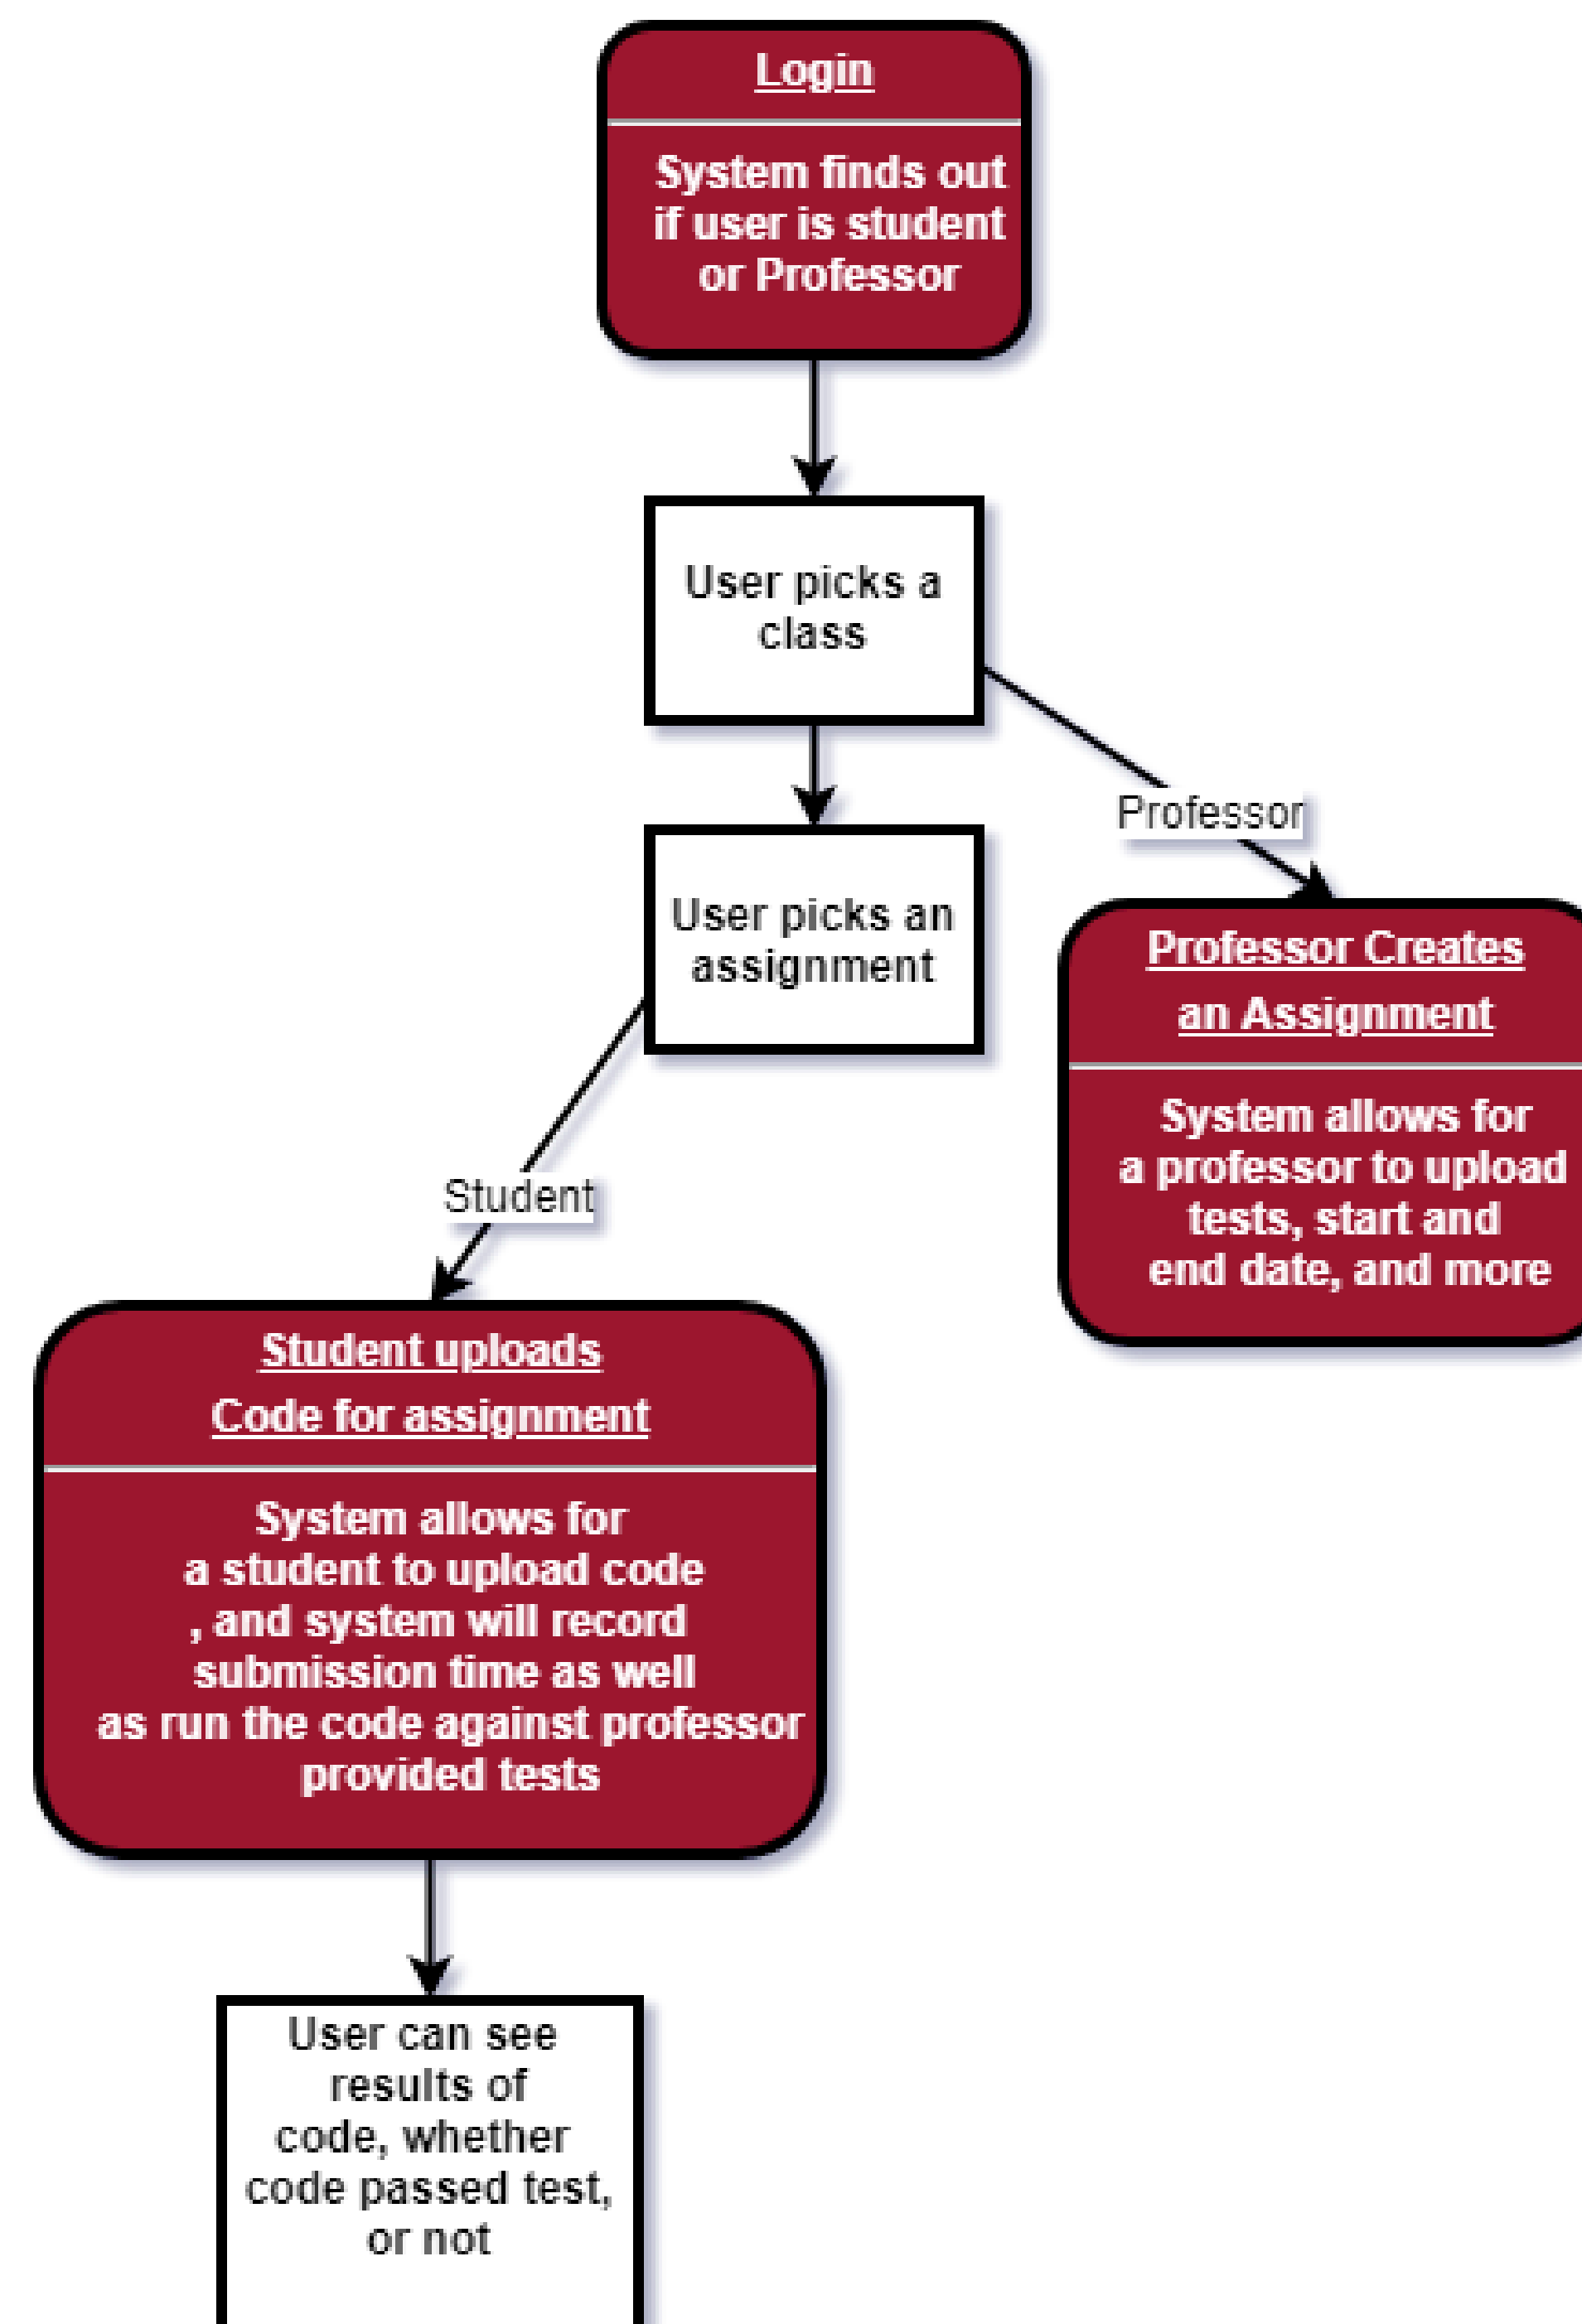 Login
System finds out
if user is student
or Professor
User picks a
class
Professor
User picks an
assignment
Professor Creates
an Assignment
System allows for
a professor to upload
tests, start and
end date, and more
Student
Student uploads
Code for assignment
System allows for
a student to upload code
, and system will record
submission time as well
as run the code against professor
provided tests
User can see
results of
code, whether
code passed test,
or not